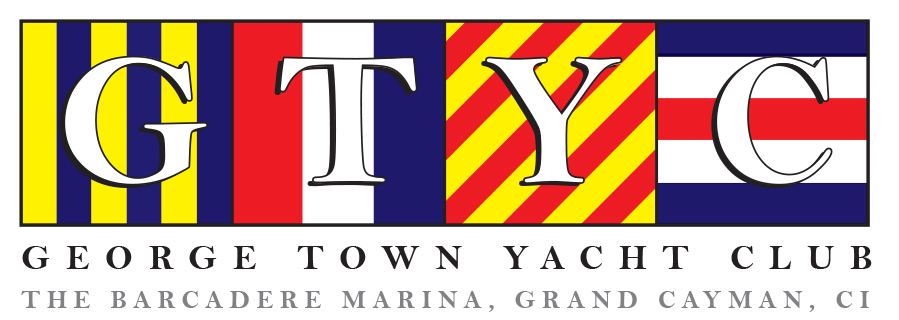 GTYC
GEORGE TOWN YACHT CLUB
THE BARCADERE MARINA, GRAND CAYMAN, CI